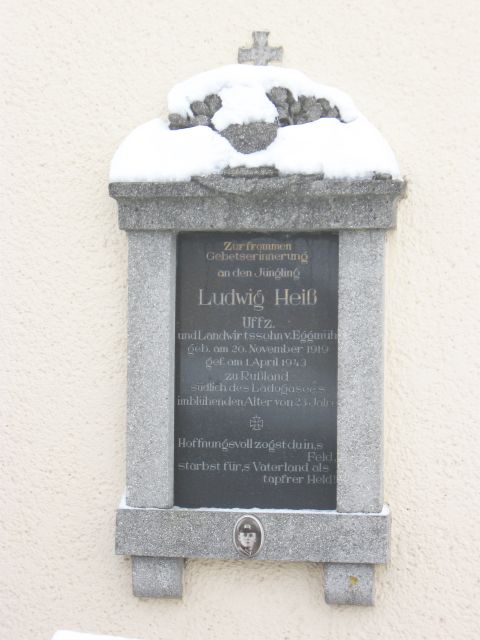 Zur frommen
Gebetserinnerung
an den Jüngling
Ludwig Heiß
Uffz.
und Landwirtssohn v. Eggmüh
geb. am 20. November 1919
gef. am 1. April 1943
zu Rußland
südlich des Ladogasees
im blühenden Alter von 23 Jahre
Hoffnungsvoll zogst du in,s
Feld,
starbst für,s Vaterland als
tapfrer Held!